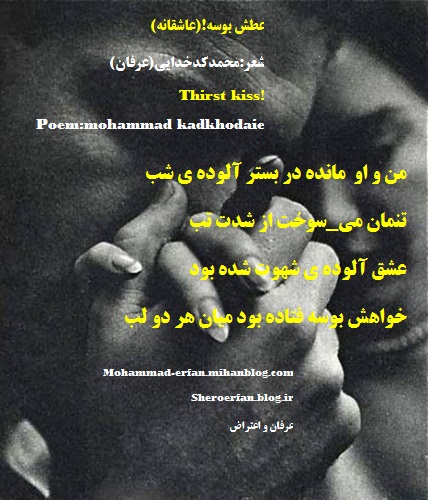 عطش بوسه!(عاشقانه)
شعر:محمدکدخدایی(عرفان)
Thirst kiss!
Poem:mohammad kadkhodaie
من و او مانده در بستر آلوده ی شب
تنمان می_سوخت از شدت تب
عشق آلوده ی شهوت شده بود
خواهش بوسه فتاده بود میان هر دو لب
Mohammad-erfan.mihanblog.com
Sheroerfan.blog.ir
عرفان و اعتراض